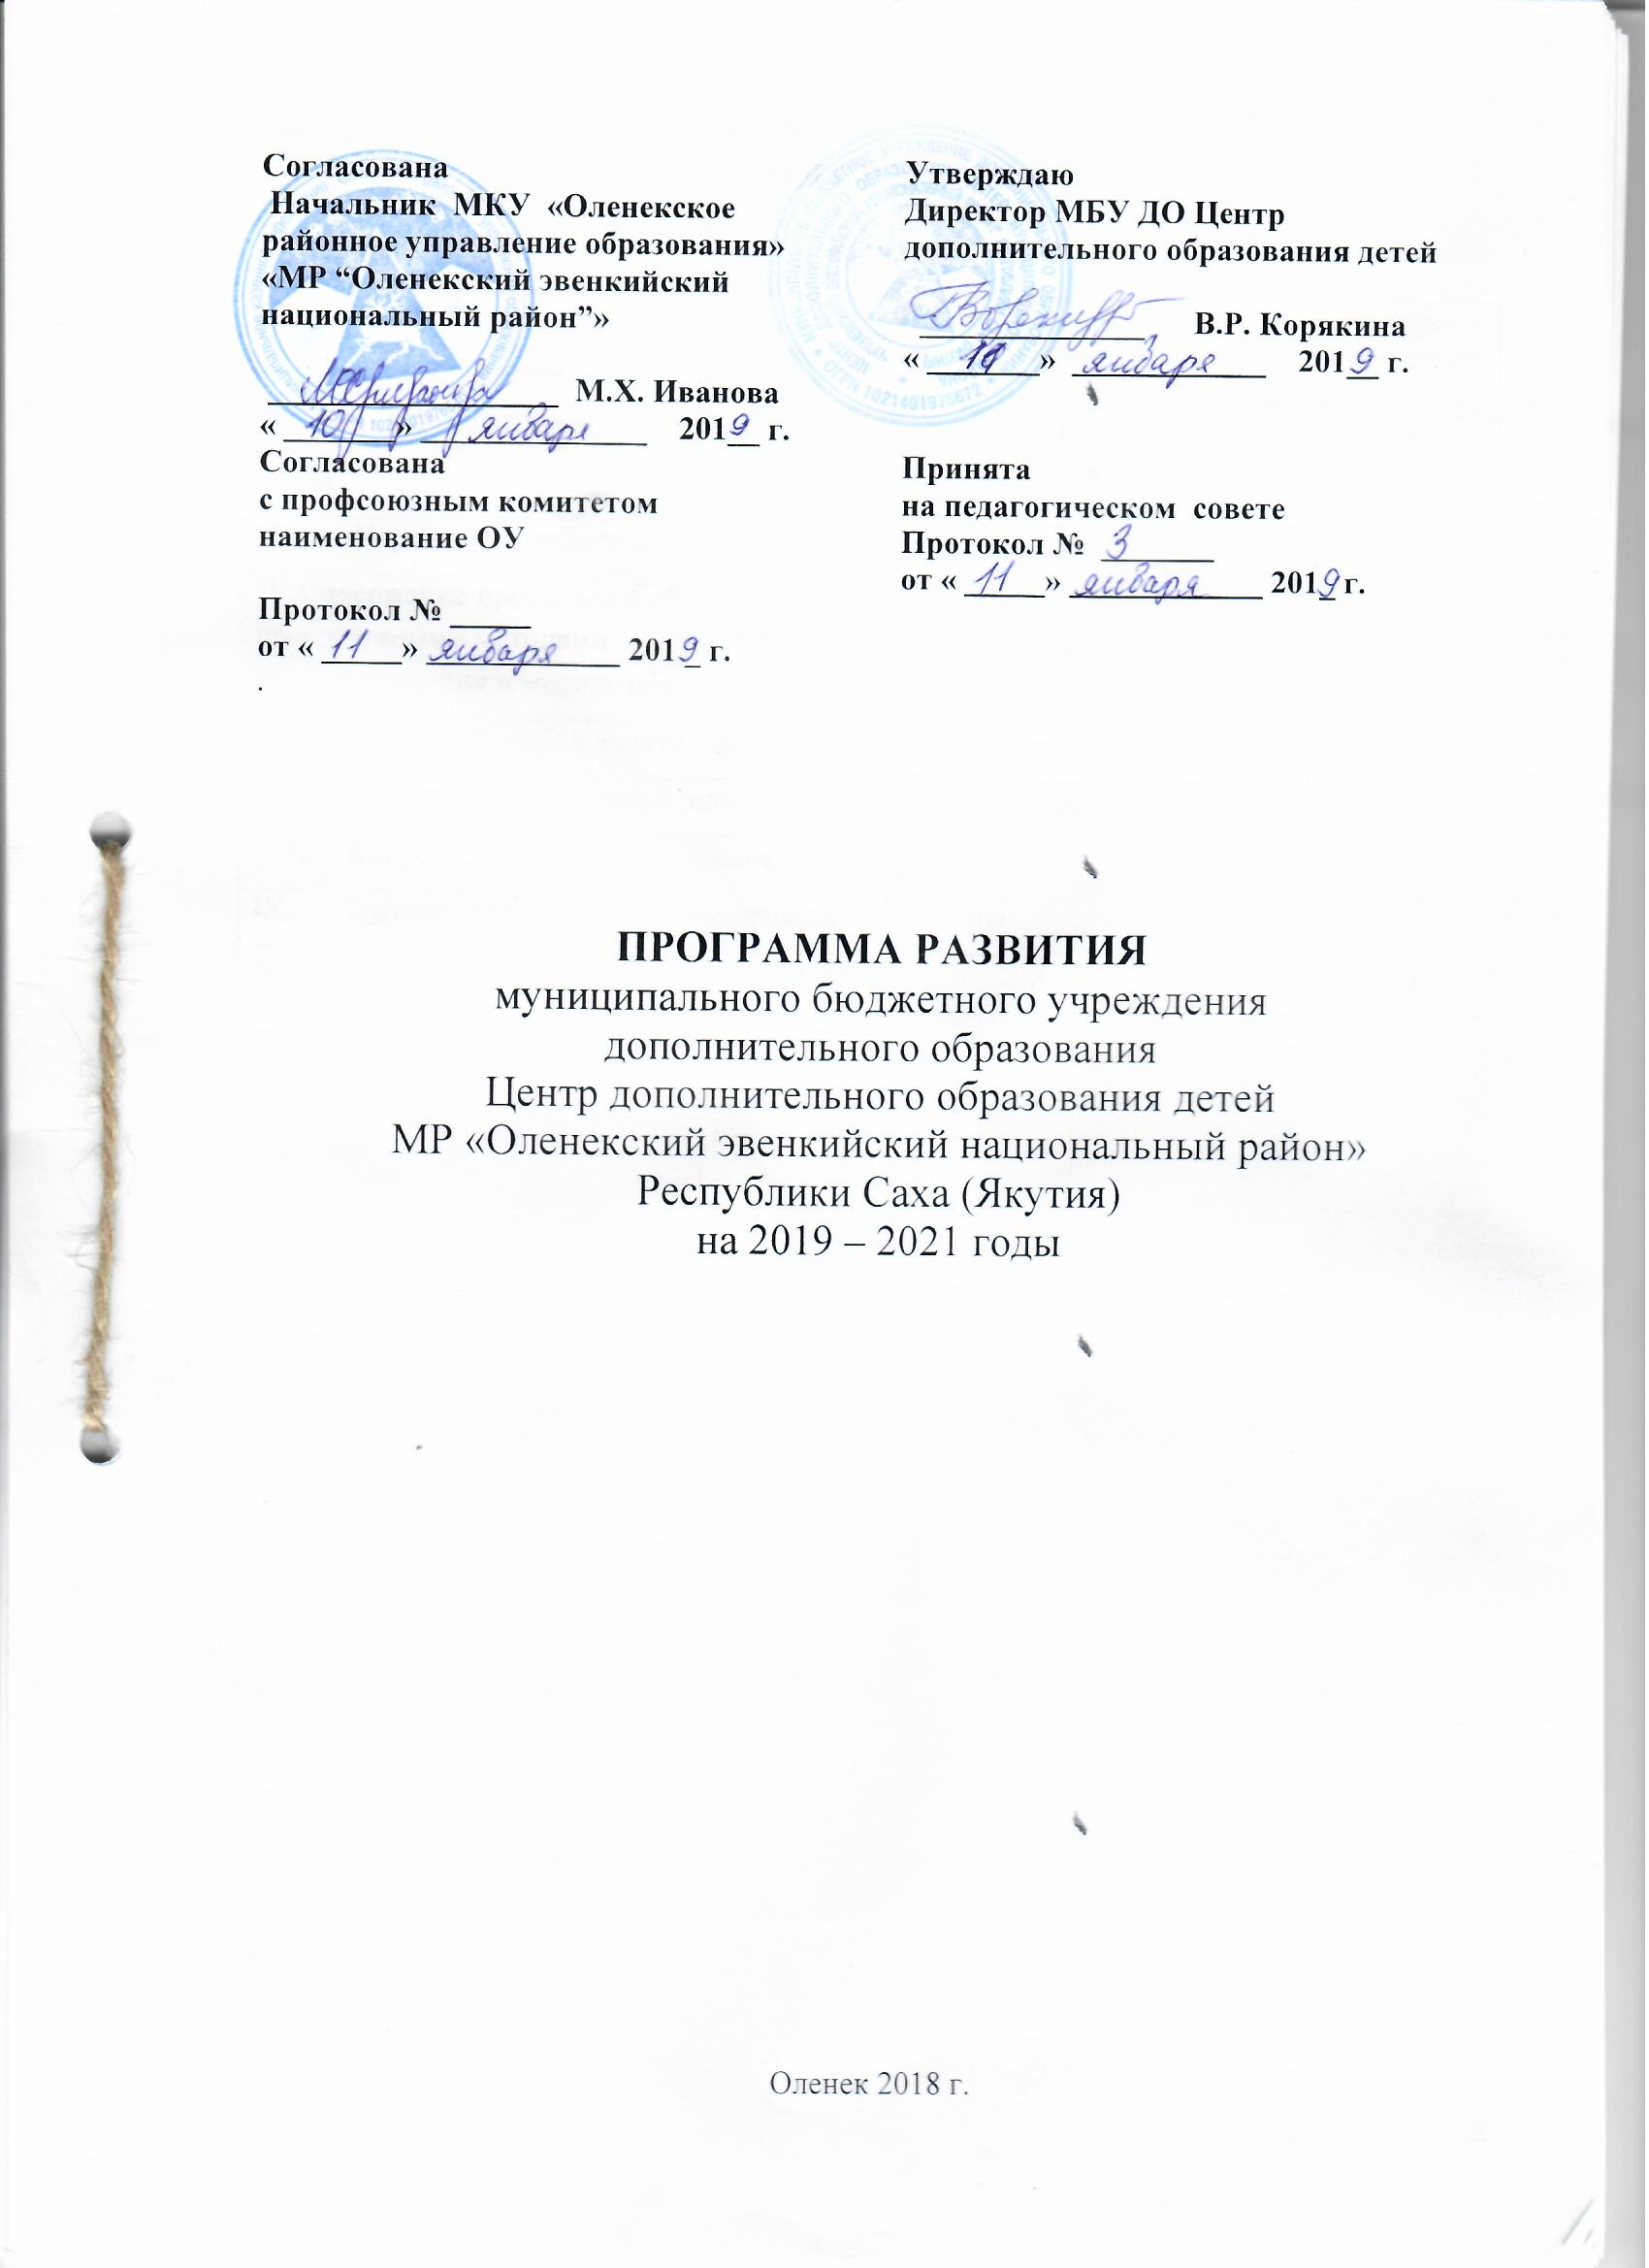 Согласована
Начальник МКУ «Оленекское
районное управление образования»
«МР “Оленекский эвенкийский
национальный район”»
____________________ М.Х. Иванова
« 10 » января 2019 г.
Согласована
с профсоюзным комитетом
наименование ОУ
Протокол № _____
от « 11 » января 2019 г.
.
Утверждаю
Директор МБУ ДО Центр
дополнительного образования детей
______________ В.Р. Корякина
« » января 2019 г.
Принята
на педагогическом совете
Протокол № 3
от « 11 » января 2019 г.
ПРОГРАММА РАЗВИТИЯ
муниципального бюджетного учреждения
дополнительного образования
Центр дополнительного образования детей
МР «Оленекский эвенкийский национальный район»
Республики Саха (Якутия)
на 2019 – 2021 годы
Оленек 2018 г.